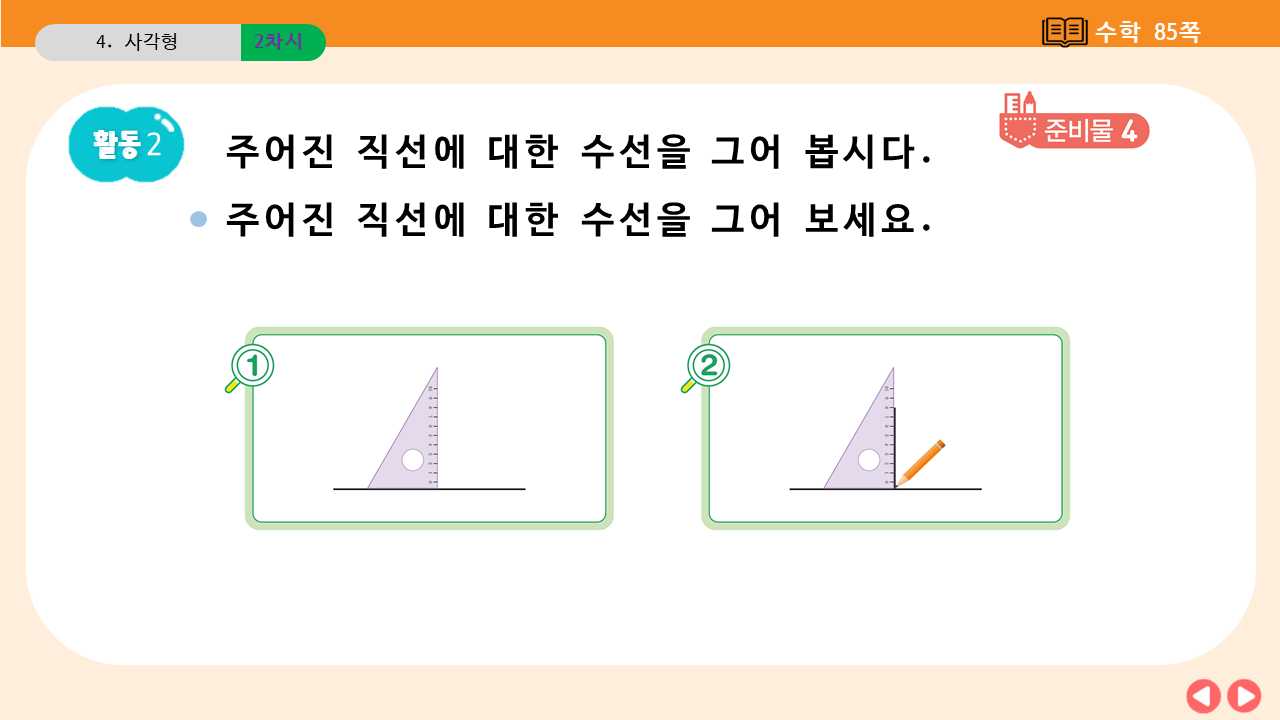 4. 사각형
2차시
수학 85쪽
활동2
주어진 직선에 대한 수선을 그어 봅시다.
준비물 4
주어진 직선에 대한 수선을 그어 보세요.
1
2